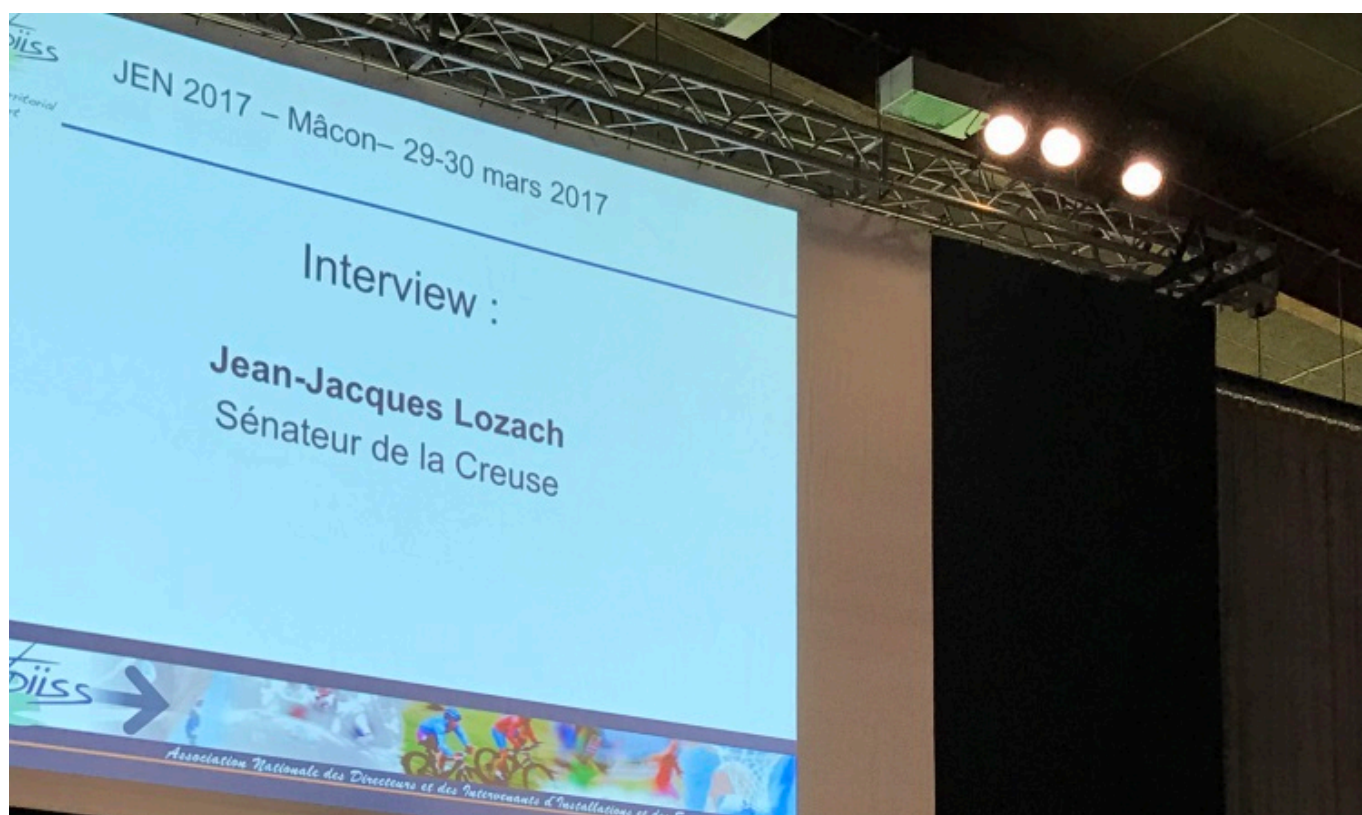 JEN 2017 – Mâcon– 29-30 mars 2017
Interview :
Jean-Jacques Lozach
Sénateur de la Creuse
Association Nationale des Directeurs et des Intervenants d'Installations et des